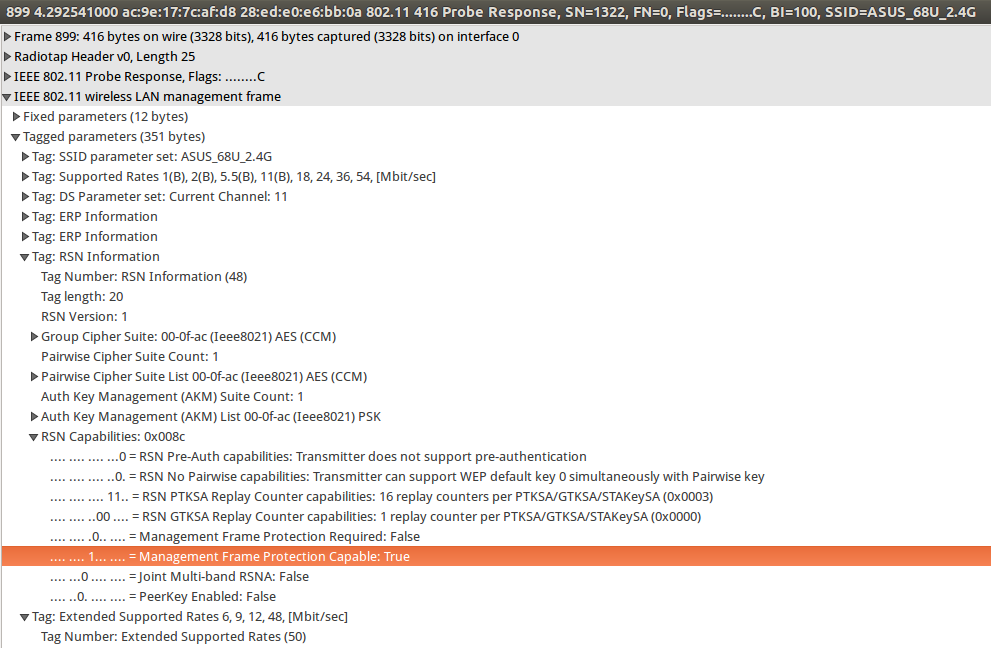 899 4.292541000 ac:9e:17:7c:af:d8 28:ed:e0:e6:bb:0a 802.11 416 Probe Response, SN=1322, FN=0, Flags=........C, BI=100, SSID=ASUS_68U_2.4G
Frame 899: 416 bytes on wire (3328 bits), 416 bytes captured (3328 bits) on interface 0
Radiotap Header v0, Length 25
IEEE 802.11 Probe Response, Flags: ........C
IEEE 802.11 wireless LAN management frame
Fixed parameters (12 bytes)
Tagged parameters (351 bytes)
Tag: SSID parameter set: ASUS_68U_2.4G
Tag: Supported Rates 1(B), 2(B), 5.5(B), 11(B), 18, 24, 36, 54, [Mbit/sec]
Tag: DS Parameter set: Current Channel: 11
Tag: ERP Information
Tag: ERP Information
Tag: RSN Information
Tag Number: RSN Information (48)
Tag length: 20
RSN Version: 1
Group Cipher Suite: 00-0f-ac (Ieee8021) AES (CCM)
Pairwise Cipher Suite Count: 1
Pairwise Cipher Suite List 00-0f-ac (Ieee8021) AES (CCM)
Auth Key Management (AKM) Suite Count: 1
Auth Key Management (AKM) List 00-0f-ac (Ieee8021) PSK
RSN Capabilities: 0x008c
.... .... .... ...0 = RSN Pre-Auth capabilities: Transmitter does not support pre-authentication
.... .... .... ..0. = RSN No Pairwise capabilities: Transmitter can support WEP default key 0 simultaneously with Pairwise key
.... .... .... 11.. = RSN PTKSA Replay Counter capabilities: 16 replay counters per PTKSA/GTKSA/STAKeySA (0x0003)
.... .... ..00 .... = RSN GTKSA Replay Counter capabilities: 1 replay counter per PTKSA/GTKSA/STAKeySA (0x0000)
.... .... .0.. .... = Management Frame Protection Required: False
.... .... 1... .... = Management Frame Protection Capable: True
.... ...0 .... .... = Joint Multi-band RSNA: False
.... ..0. .... .... = PeerKey Enabled: False
Tag: Extended Supported Rates 6, 9, 12, 48, [Mbit/sec]
Tag Number: Extended Supported Rates (50)